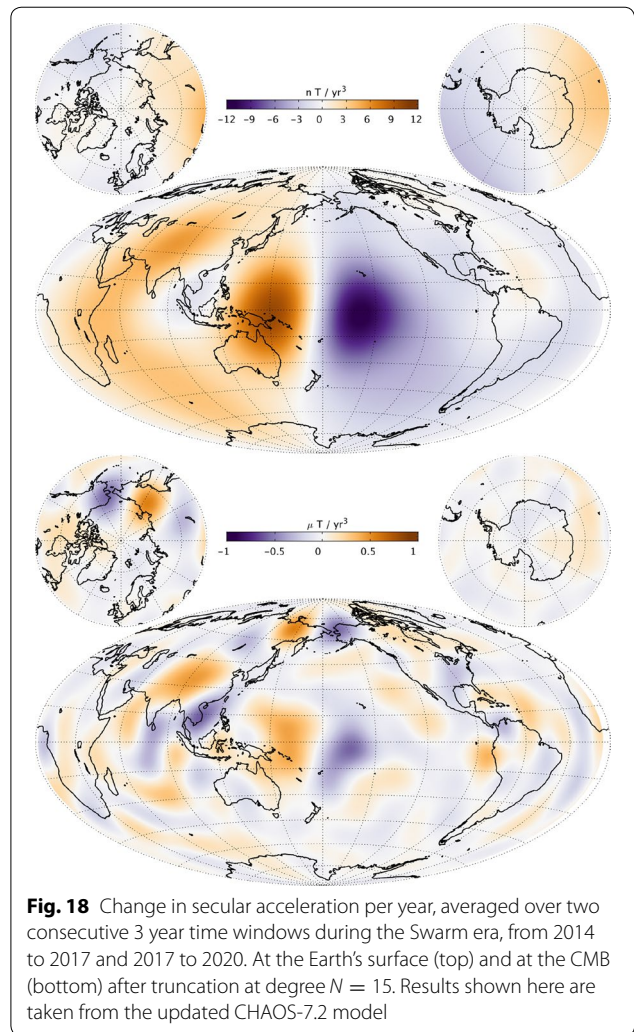 n T / yr³
-12 -9 -6 -3 0 3 6 9 12
μ T / yr³
-1 -0.5 0 0.5 1
Fig. 18 Change in secular acceleration per year, averaged over two
consecutive 3 year time windows during the Swarm era, from 2014
to 2017 and 2017 to 2020. At the Earth's surface (top) and at the CMB
(bottom) after truncation at degree N = 15. Results shown here are
taken from the updated CHAOS-7.2 model